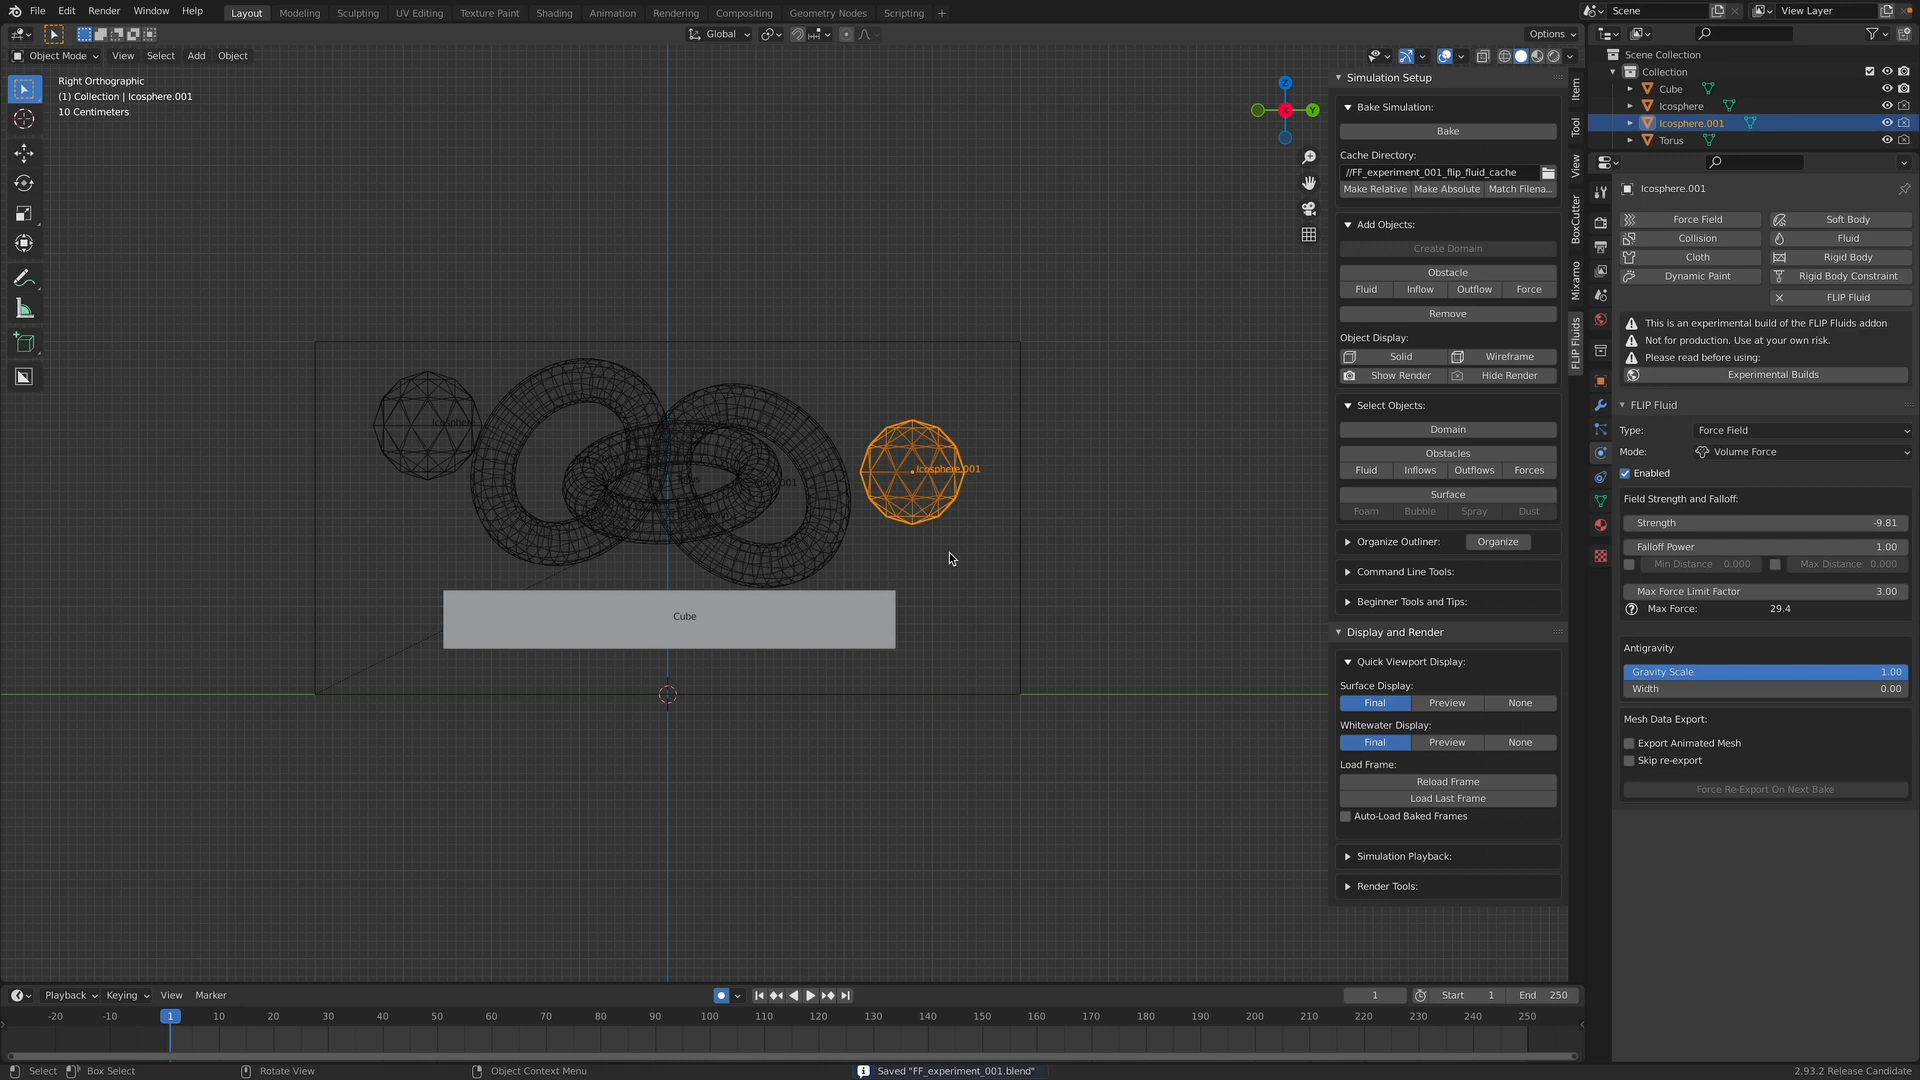 File Edit Render Window Help Layout Modeling Sculpting UV Editing Texture Paint Shading Animation Rendering Compositing Geometry Nodes Scripting + Scene View Layer
Global Options
Object Mode View Select Add Object
Right Orthographic
(1) Collection | Icosphere.001
10 Centimeters
Z
X
Y
Icosphere
Icosphere.001
Cube
Simulation Setup
Bake Simulation:
Bake
Cache Directory:
//FF_experiment_001_flip_fluid_cache
Make Relative Make Absolute Match Filena...
Add Objects:
Create Domain
Obstacle
Fluid Inflow Outflow Force
Remove
Object Display:
Solid Wireframe
Show Render Hide Render
Select Objects:
Domain
Obstacles
Fluid Inflows Outflows Forces
Surface
Foam Bubble Spray Dust
Organize Outliner: Organize
Command Line Tools:
Beginner Tools and Tips:
Display and Render
Quick Viewport Display:
Surface Display:
Final Preview None
Whitewater Display:
Final Preview None
Load Frame:
Reload Frame
Load Last Frame
Auto-Load Baked Frames
Simulation Playback:
Render Tools:
Item
Tool
View
BoxCutter
Mixamo
FLIP Fluids
Scene Collection
Collection
Cube
Icosphere
Icosphere.001
Torus
Icosphere.001
Force Field Soft Body
Collision Fluid
Cloth Rigid Body
Dynamic Paint Rigid Body Constraint
FLIP Fluid
This is an experimental build of the FLIP Fluids addon
Not for production. Use at your own risk.
Please read before using:
Experimental Builds
FLIP Fluid
Type: Force Field
Mode: Volume Force
Enabled
Field Strength and Falloff:
Strength -9.81
Falloff Power 1.00
Min Distance 0.000 Max Distance 0.000
Max Force Limit Factor 3.00
Max Force: 29.4
Antigravity
Gravity Scale 1.00
Width 0.00
Mesh Data Export:
Export Animated Mesh
Skip re-export
Force Re-Export On Next Bake
Playback Keying View Marker 1 Start 1 End 250
-20 -10 1 10 20 30 40 50 60 70 80 90 100 110 120 130 140 150 160 170 180 190 200 210 220 230 240 250
Select Box Select Rotate View Object Context Menu Saved "FF_experiment_001.blend" 2.93.2 Release Candidate